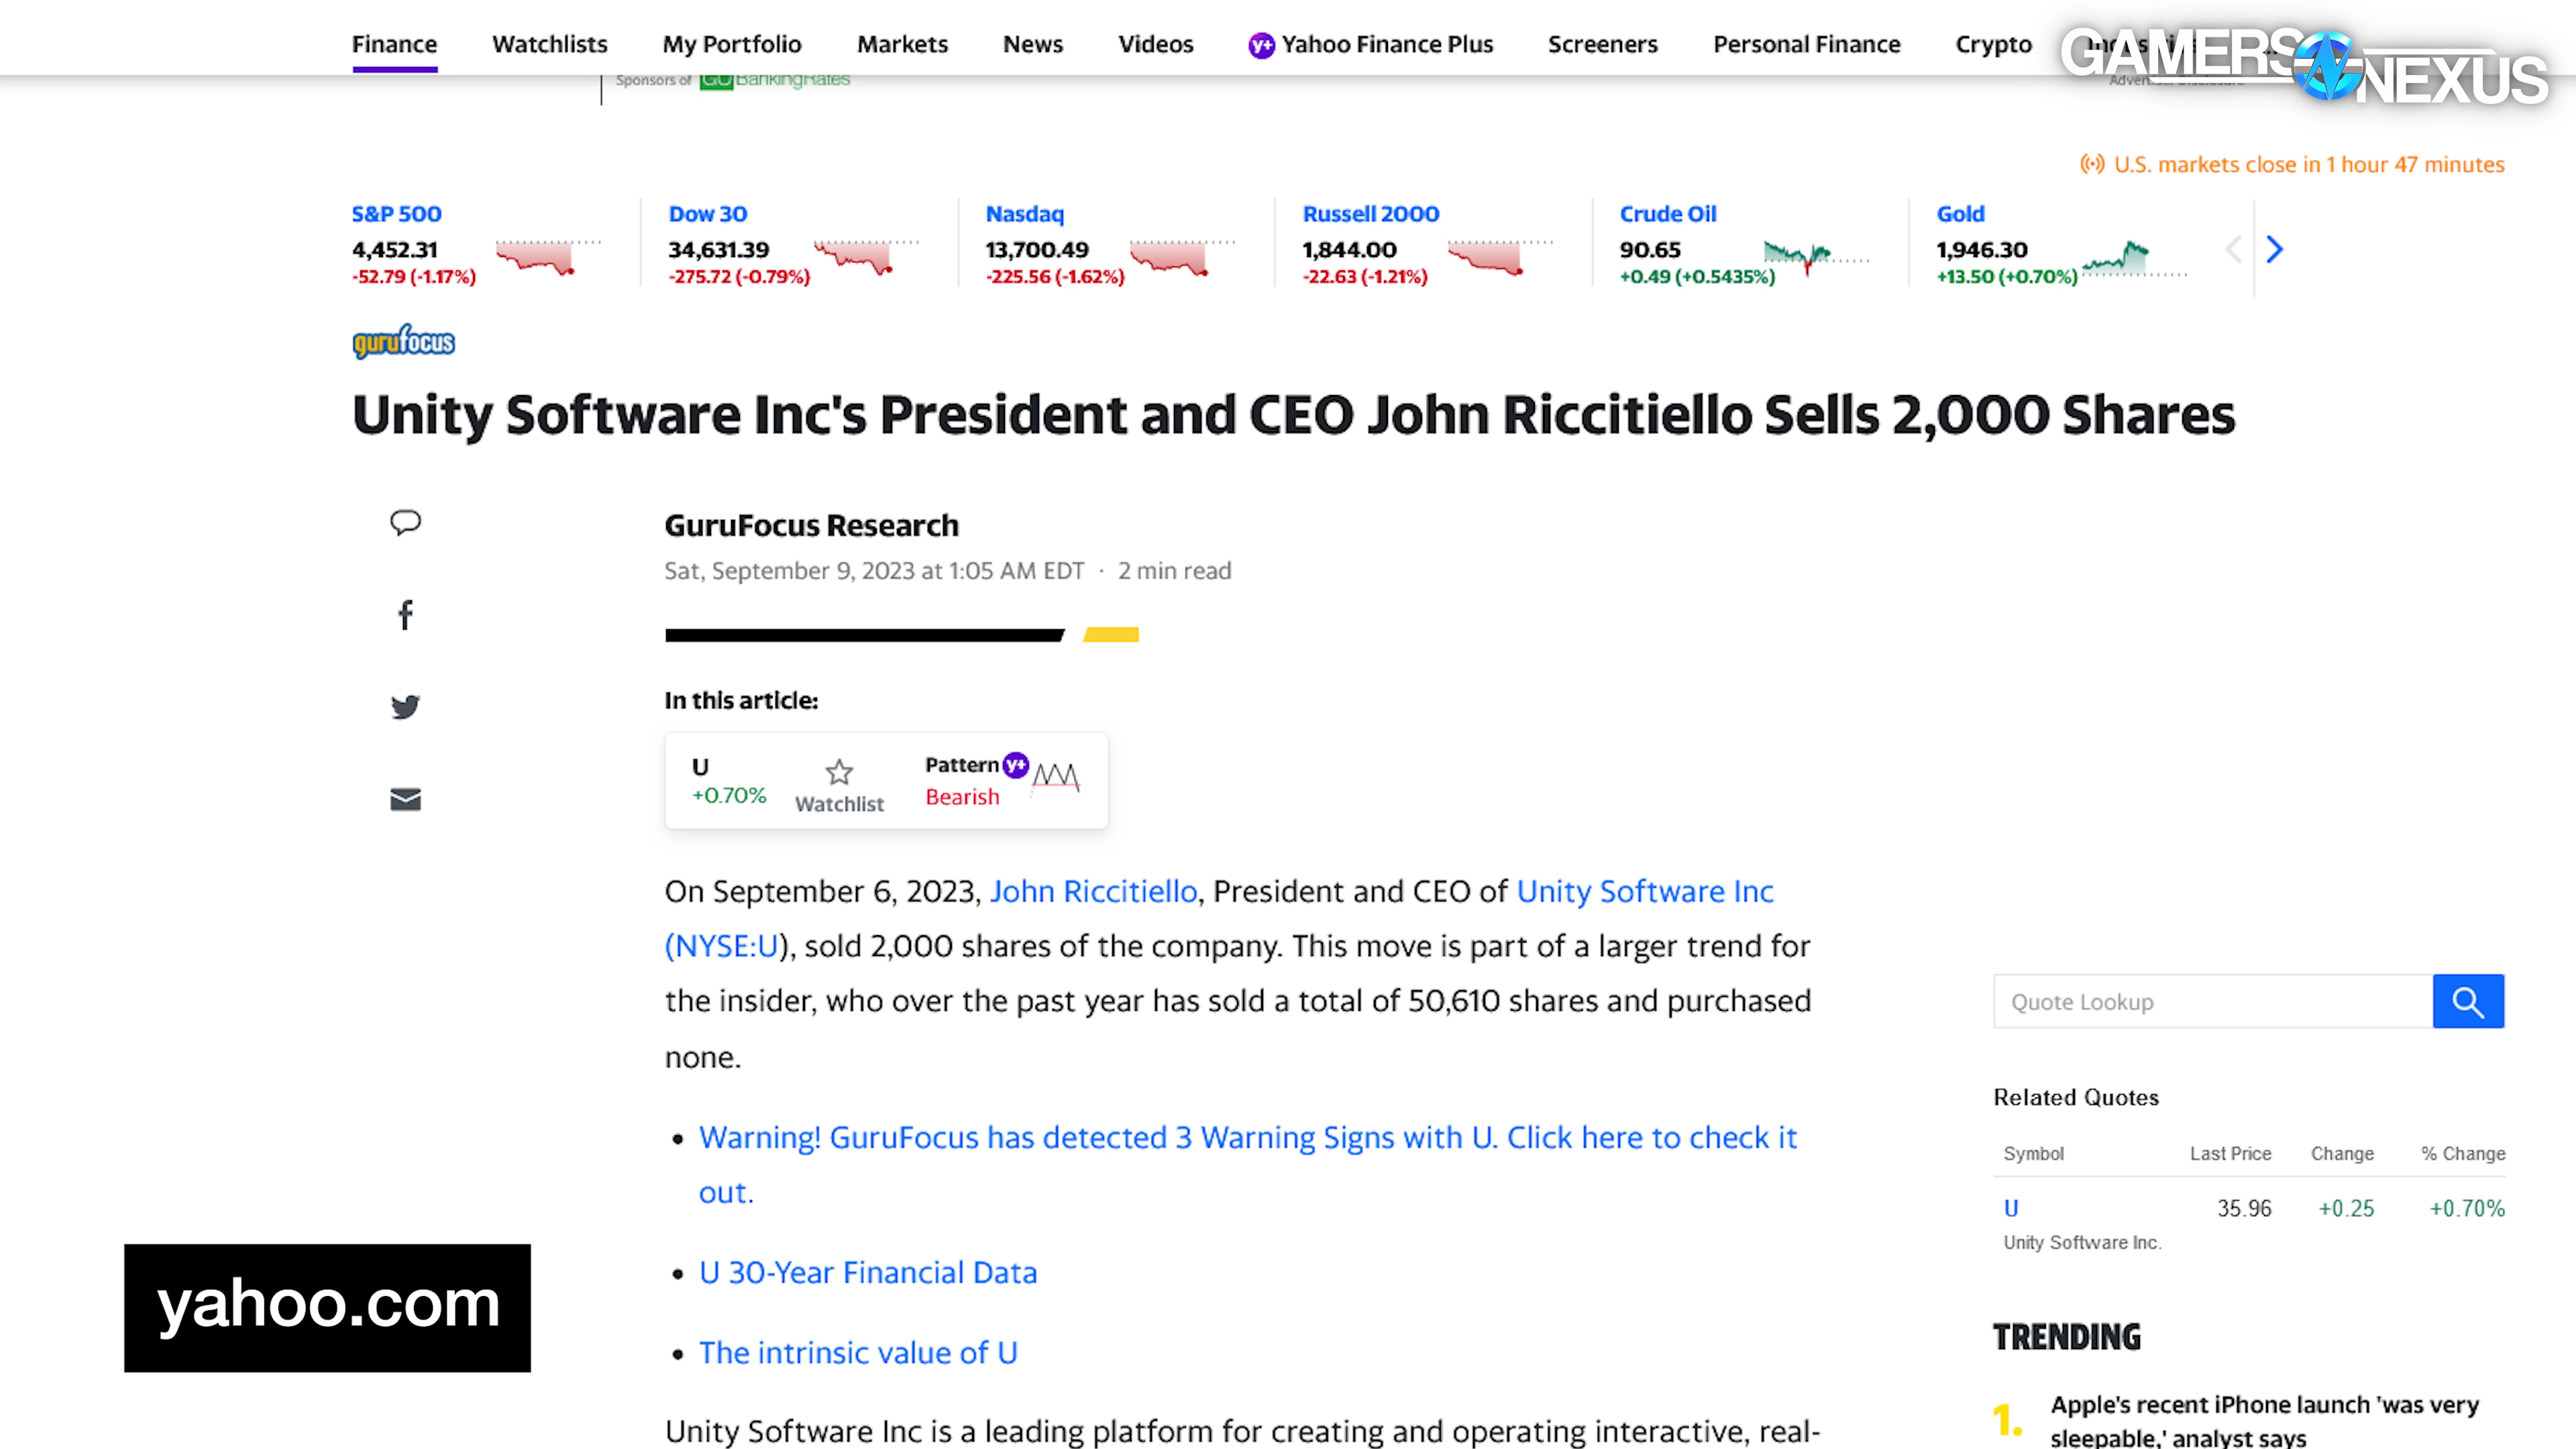 Finance Watchlists My Portfolio Markets News Videos y+ Yahoo Finance Plus Screeners Personal Finance Crypto
GAMERS NEXUS
Sponsors of GOBankingRates
U.S. markets close in 1 hour 47 minutes
S&P 500 Dow 30 Nasdaq Russell 2000 Crude Oil Gold
4,452.31 34,631.39 13,700.49 1,844.00 90.65 1,946.30
-52.79 (-1.17%) -275.72 (-0.79%) -225.56 (-1.62%) -22.63 (-1.21%) +0.49 (+0.5435%) +13.50 (+0.70%)
gurufocus
Unity Software Inc's President and CEO John Riccitiello Sells 2,000 Shares
GuruFocus Research
Sat, September 9, 2023 at 1:05 AM EDT · 2 min read
In this article:
U
+0.70%
Watchlist
Pattern y+
Bearish
On September 6, 2023, John Riccitiello, President and CEO of Unity Software Inc
(NYSE:U), sold 2,000 shares of the company. This move is part of a larger trend for
the insider, who over the past year has sold a total of 50,610 shares and purchased
none.
• Warning! GuruFocus has detected 3 Warning Signs with U. Click here to check it
out.
• U 30-Year Financial Data
• The intrinsic value of U
Unity Software Inc is a leading platform for creating and operating interactive, real-
Quote Lookup
Related Quotes
Symbol Last Price Change % Change
U 35.96 +0.25 +0.70%
Unity Software Inc.
TRENDING
1. Apple's recent iPhone launch 'was very
sleepable,' analyst says
yahoo.com